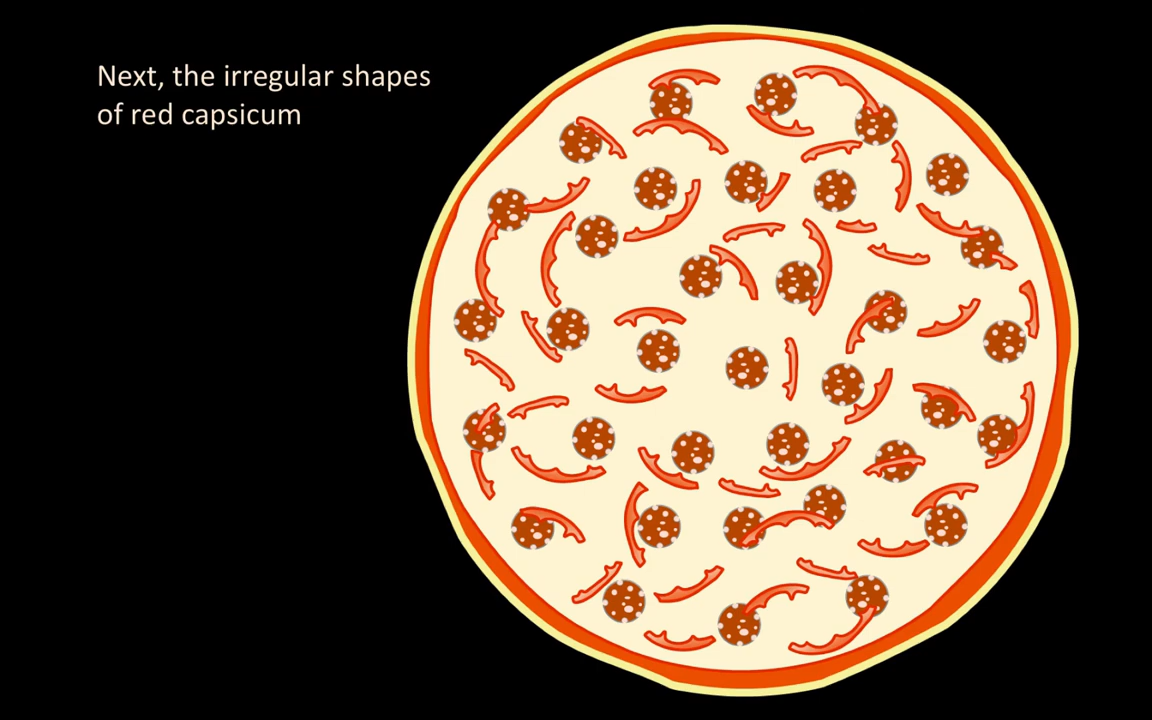 Next, the irregular shapes
of red capsicum